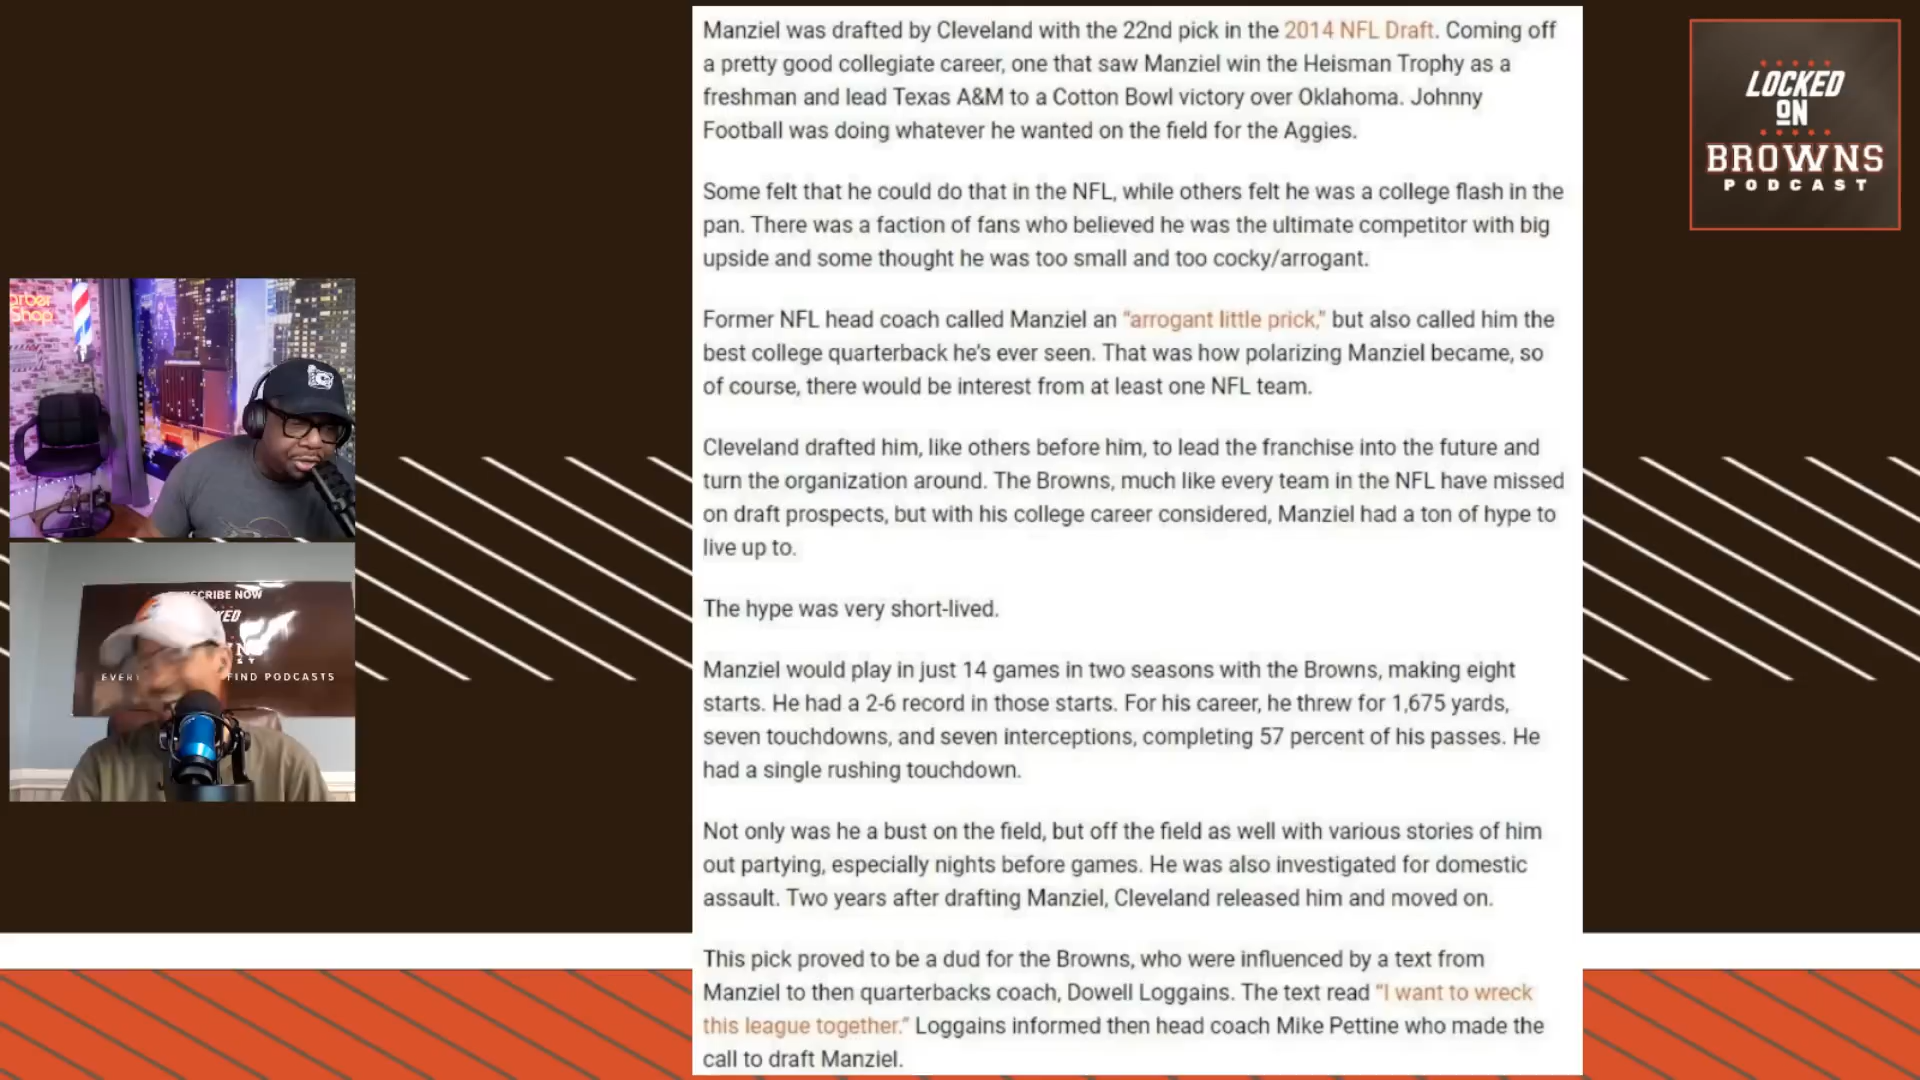 Manziel was drafted by Cleveland with the 22nd pick in the 2014 NFL Draft. Coming off
a pretty good collegiate career, one that saw Manziel win the Heisman Trophy as a
freshman and lead Texas A&M to a Cotton Bowl victory over Oklahoma. Johnny
Football was doing whatever he wanted on the field for the Aggies.
Some felt that he could do that in the NFL, while others felt he was a college flash in the
pan. There was a faction of fans who believed he was the ultimate competitor with big
upside and some thought he was too small and too cocky/arrogant.
Former NFL head coach called Manziel an “arrogant little prick,” but also called him the
best college quarterback he’s ever seen. That was how polarizing Manziel became, so
of course, there would be interest from at least one NFL team.
Cleveland drafted him, like others before him, to lead the franchise into the future and
turn the organization around. The Browns, much like every team in the NFL have missed
on draft prospects, but with his college career considered, Manziel had a ton of hype to
live up to.
The hype was very short-lived.
Manziel would play in just 14 games in two seasons with the Browns, making eight
starts. He had a 2-6 record in those starts. For his career, he threw for 1,675 yards,
seven touchdowns, and seven interceptions, completing 57 percent of his passes. He
had a single rushing touchdown.
Not only was he a bust on the field, but off the field as well with various stories of him
out partying, especially nights before games. He was also investigated for domestic
assault. Two years after drafting Manziel, Cleveland released him and moved on.
This pick proved to be a dud for the Browns, who were influenced by a text from
Manziel to then quarterbacks coach, Dowell Loggains. The text read “I want to wreck
this league together.” Loggains informed then head coach Mike Pettine who made the
call to draft Manziel.
LOCKED
ON
BROWNS
PODCAST
Shop
NOW
FIND PODCASTS